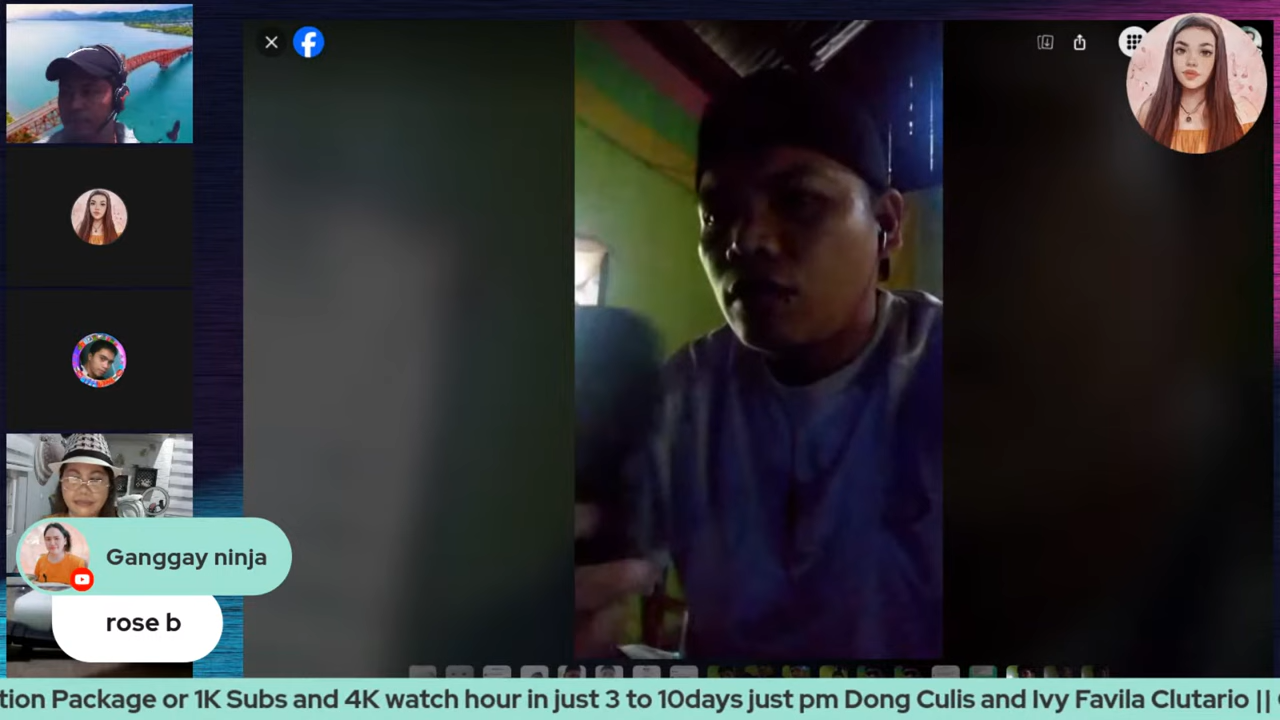 Ganggay ninja
rose b
tion Package or 1K Subs and 4K watch hour in just 3 to 10days just pm Dong Culis and Ivy Favila Clutario ||